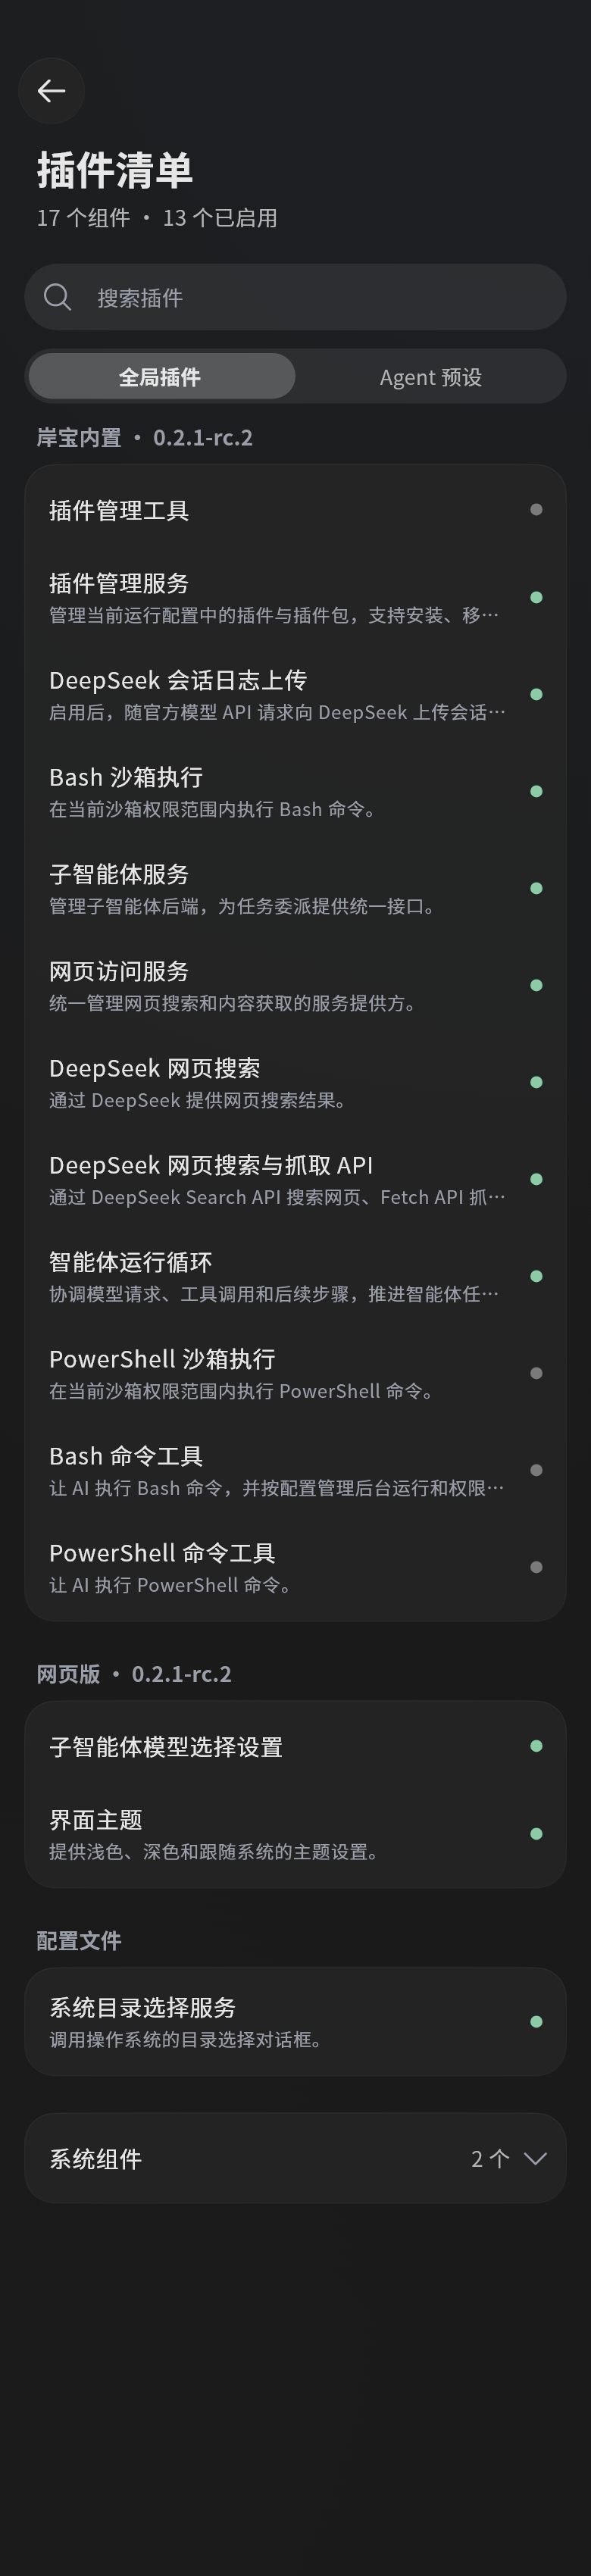 插件清单
17 个组件 • 13 个已启用
搜索插件
全局插件
Agent 预设
岸宝内置 • 0.2.1-rc.2
插件管理工具
插件管理服务
管理当前运行配置中的插件与插件包，支持安装、移…
DeepSeek 会话日志上传
启用后，随官方模型 API 请求向 DeepSeek 上传会话…
Bash 沙箱执行
在当前沙箱权限范围内执行 Bash 命令。
子智能体服务
管理子智能体后端，为任务委派提供统一接口。
网页访问服务
统一管理网页搜索和内容获取的服务提供方。
DeepSeek 网页搜索
通过 DeepSeek 提供网页搜索结果。
DeepSeek 网页搜索与抓取 API
通过 DeepSeek Search API 搜索网页、Fetch API 抓…
智能体运行循环
协调模型请求、工具调用和后续步骤，推进智能体任…
PowerShell 沙箱执行
在当前沙箱权限范围内执行 PowerShell 命令。
Bash 命令工具
让 AI 执行 Bash 命令，并按配置管理后台运行和权限…
PowerShell 命令工具
让 AI 执行 PowerShell 命令。
网页版 • 0.2.1-rc.2
子智能体模型选择设置
界面主题
提供浅色、深色和跟随系统的主题设置。
配置文件
系统目录选择服务
调用操作系统的目录选择对话框。
系统组件
2 个